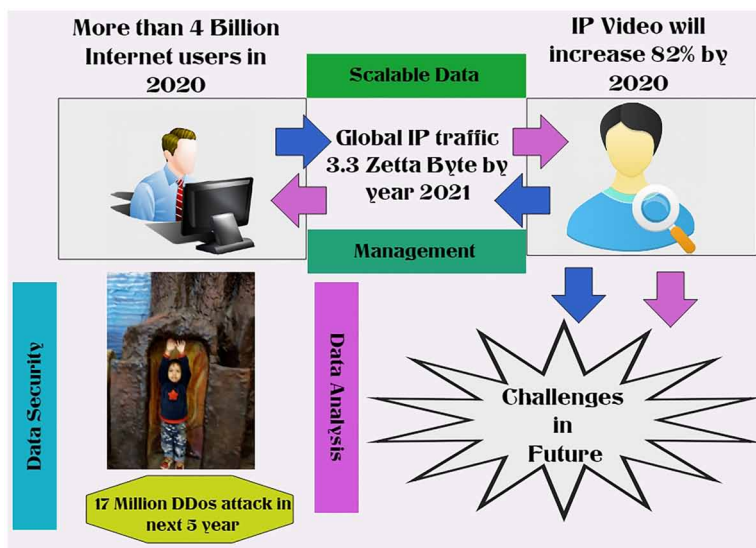 More than 4 Billion
Internet users in
2020
Scalable Data
IP Video will
increase 82% by
2020
Global IP traffic
3.3 Zetta Byte by
year 2021
Management
Data Security
Data Analysis
Challenges
in
Future
17 Million DDos attack in
next 5 year